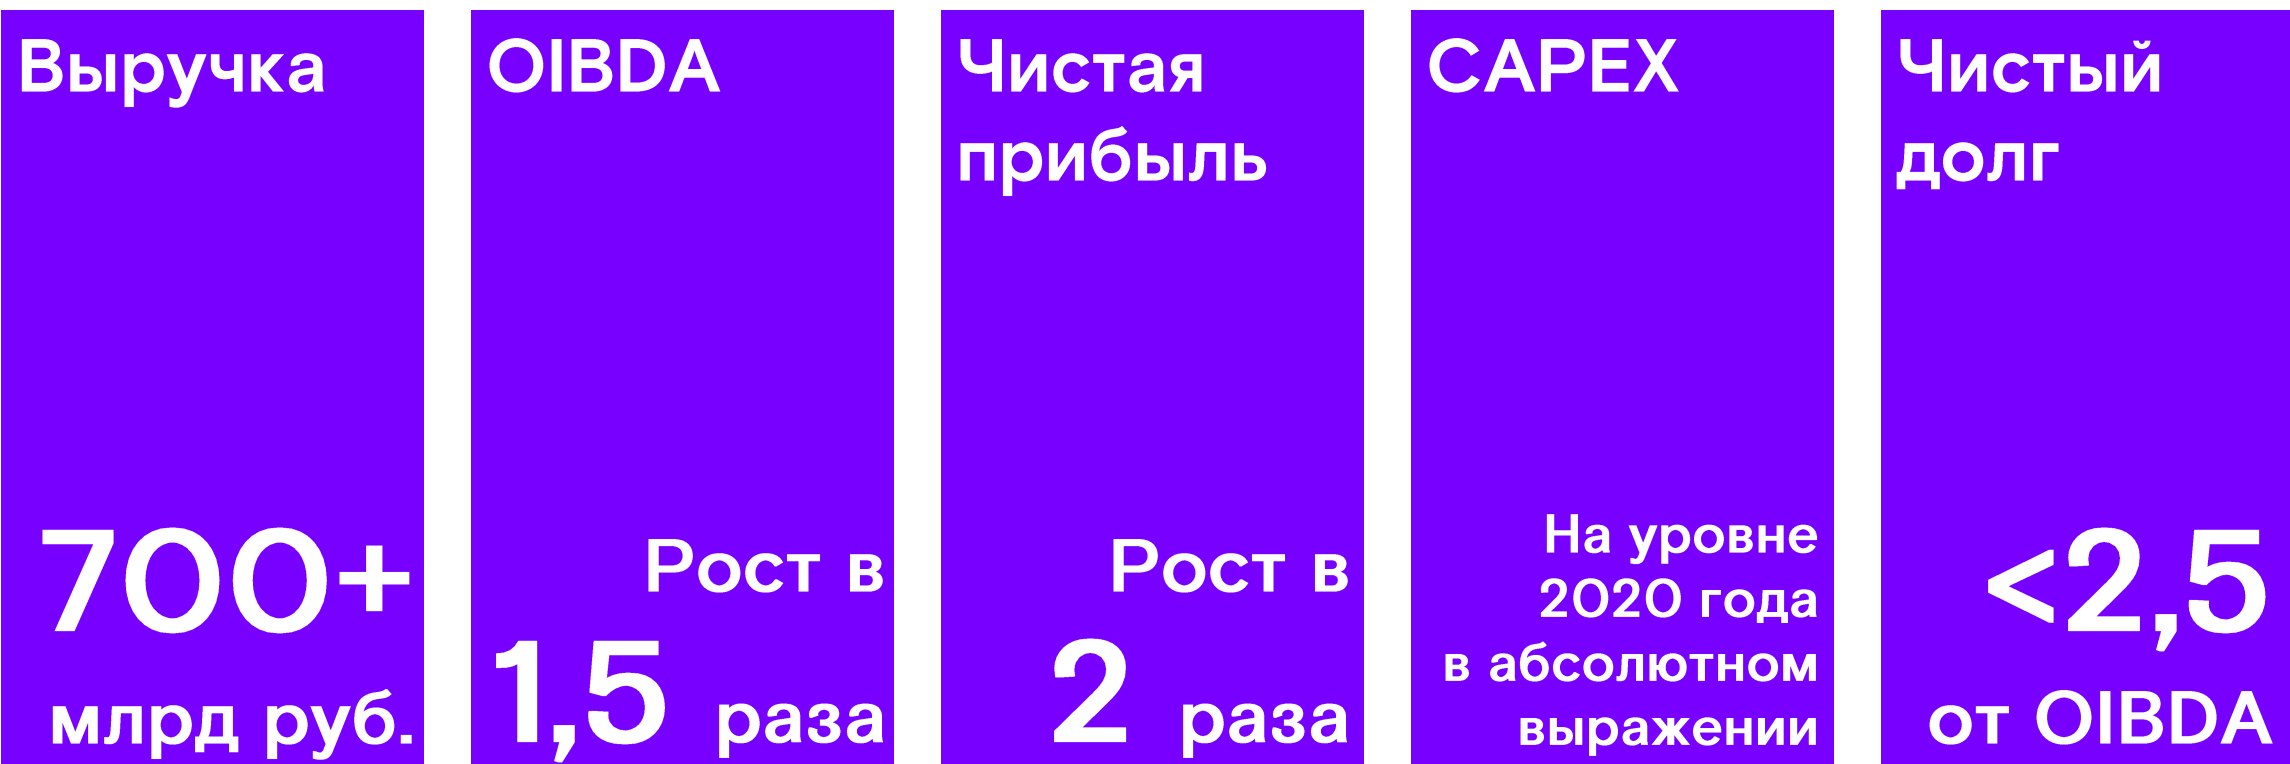 Выручка
700+
млрд руб.
OIBDA
Рост в
1,5 раза
Чистая
прибыль
Рост в
2 раза
CAPEX
На уровне
2020 года
в абсолютном
выражении
Чистый
долг
<2,5
от OIBDA